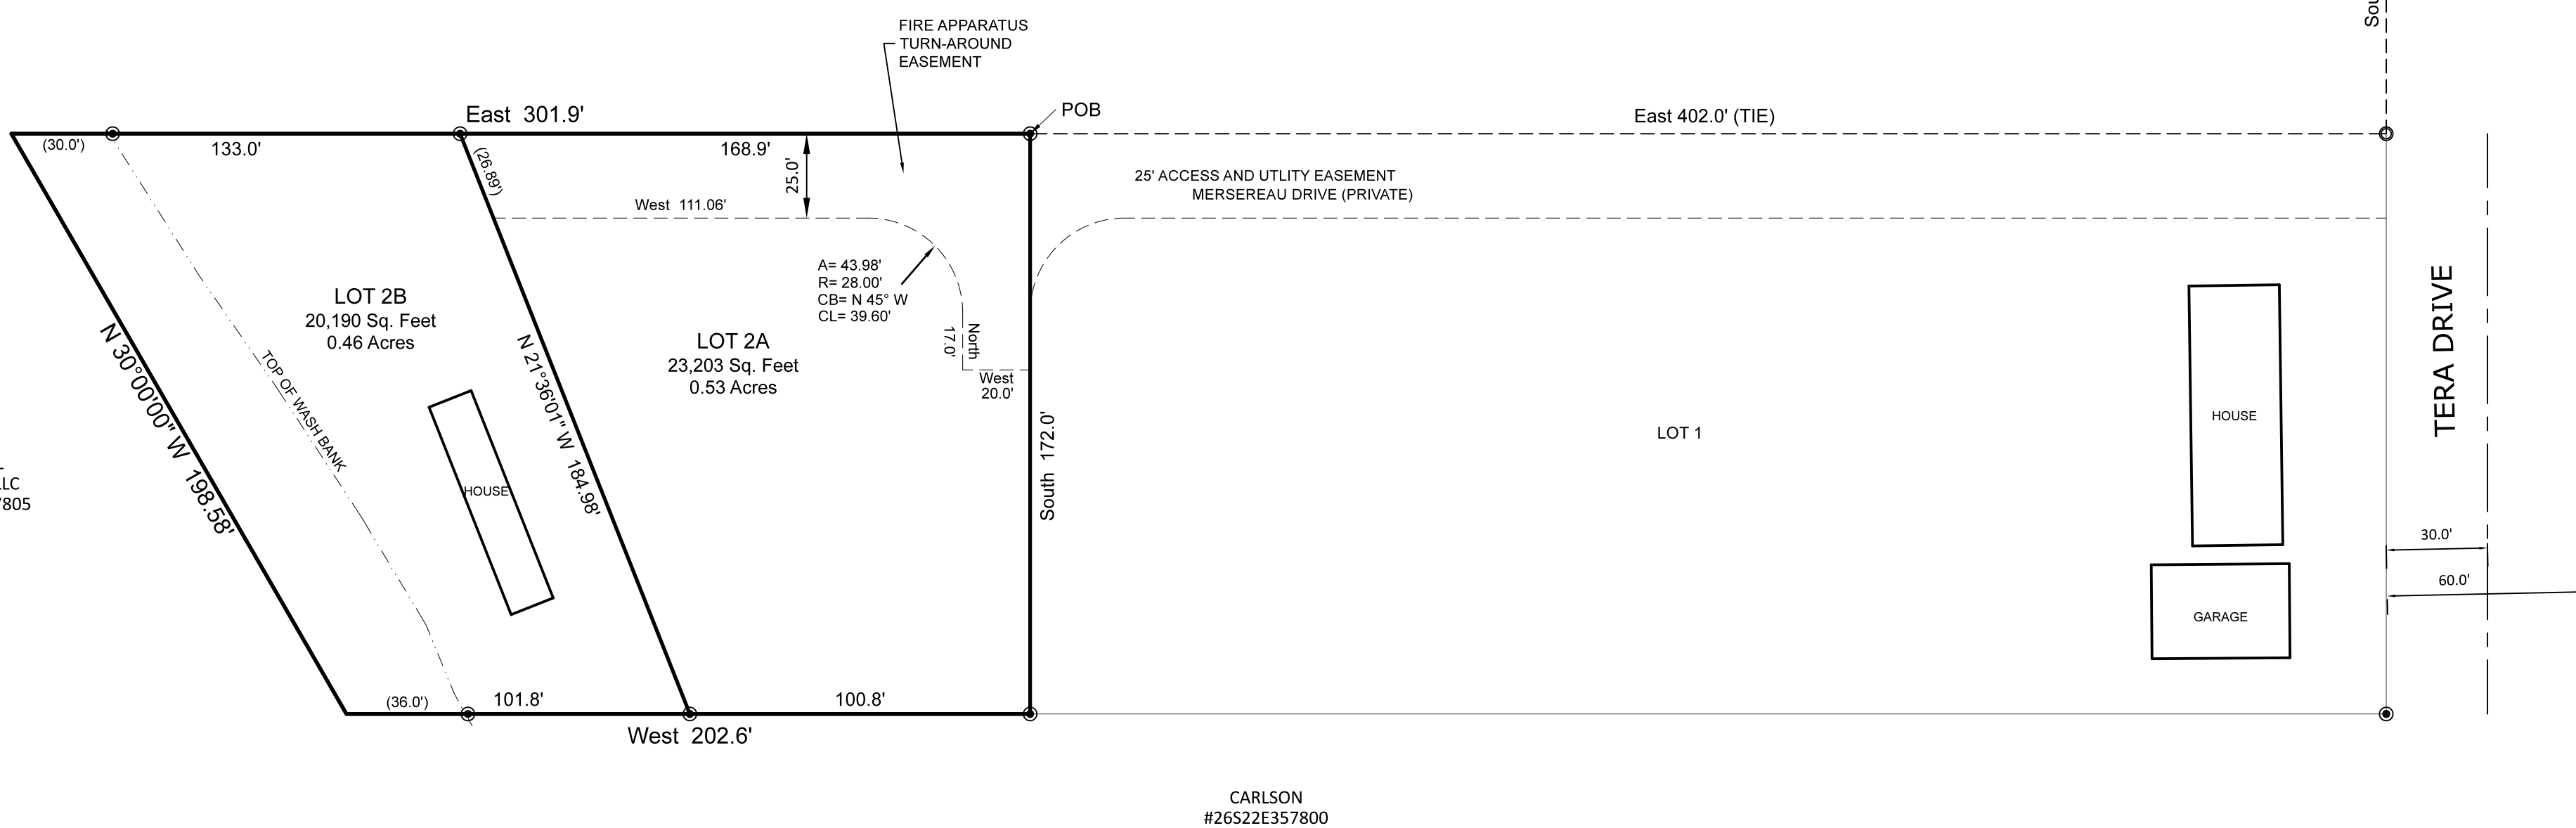 FIRE APPARATUS
TURN-AROUND
EASEMENT
Sou
East 301.9'
POB
East 402.0' (TIE)
(30.0')
133.0'
168.9'
(26.89')
25.0'
25' ACCESS AND UTLITY EASEMENT
MERSEREAU DRIVE (PRIVATE)
West 111.06'
A= 43.98'
R= 28.00'
CB= N 45° W
CL= 39.60'
LOT 2B
20,190 Sq. Feet
0.46 Acres
LOT 2A
23,203 Sq. Feet
0.53 Acres
North
17.0'
West
20.0'
N 30°00'00" W 198.58'
TOP OF WASH BANK
N 21°36'01" W 184.98'
South 172.0'
HOUSE
LOT 1
HOUSE
TERA DRIVE
LLC
7805
30.0'
60.0'
GARAGE
(36.0')
101.8'
100.8'
West 202.6'
CARLSON
#26S22E357800